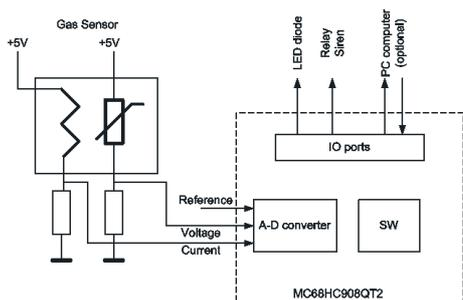 Gas Sensor
+5V
+5V
LED diode
Relay
Siren
PC computer
(optional)
IO ports
Reference
Voltage
Current
A-D converter
SW
MC68HC908QT2